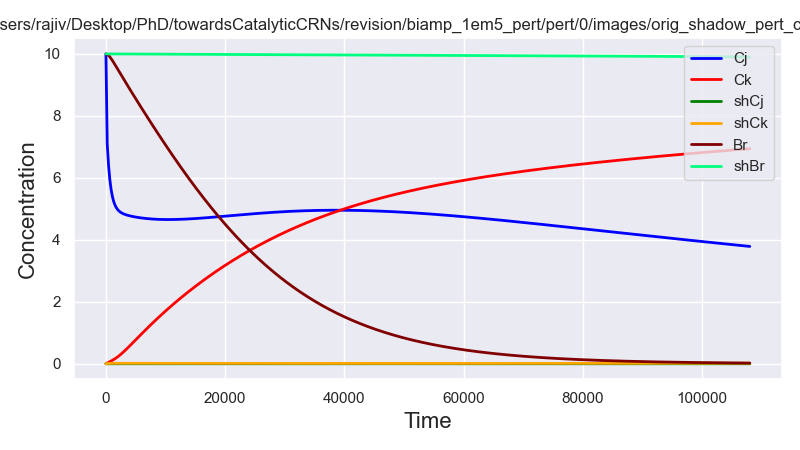 sers/rajiv/Desktop/PhD/towardsCatalyticCRNs/revision/biamp_1em5_pert/pert/0/images/orig_shadow_pert_c
10
8
6
4
2
0
Concentration
0 20000 40000 60000 80000 100000
Time
Cj
Ck
shCj
shCk
Br
shBr